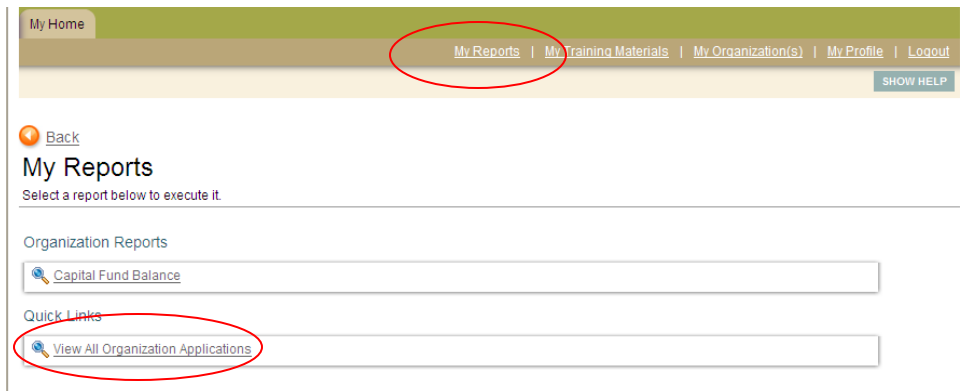 My Home
My Reports | My Training Materials | My Organization(s) | My Profile | Logout
SHOW HELP
Back
My Reports
Select a report below to execute it.
Organization Reports
Capital Fund Balance
Quick Links
View All Organization Applications